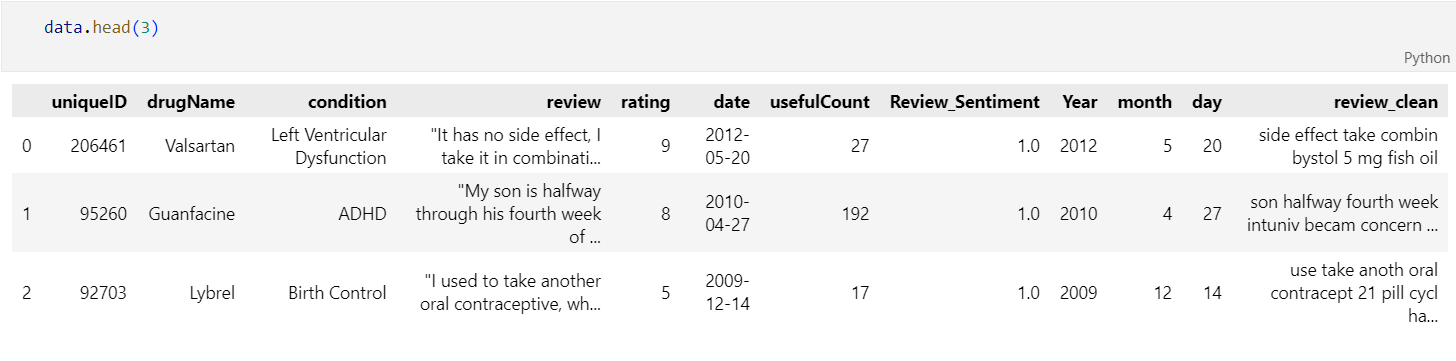 data.head(3)
Python
uniqueID drugName condition review rating date usefulCount Review_Sentiment Year month day review_clean
0 206461 Valsartan Left Ventricular Dysfunction "It has no side effect, I take it in combinati... 9 2012-05-20 27 1.0 2012 5 20 side effect take combin bystol 5 mg fish oil
1 95260 Guanfacine ADHD "My son is halfway through his fourth week of ... 8 2010-04-27 192 1.0 2010 4 27 son halfway fourth week intuniv becam concern ...
2 92703 Lybrel Birth Control "I used to take another oral contraceptive, wh... 5 2009-12-14 17 1.0 2009 12 14 use take anoth oral contracept 21 pill cycl ha...